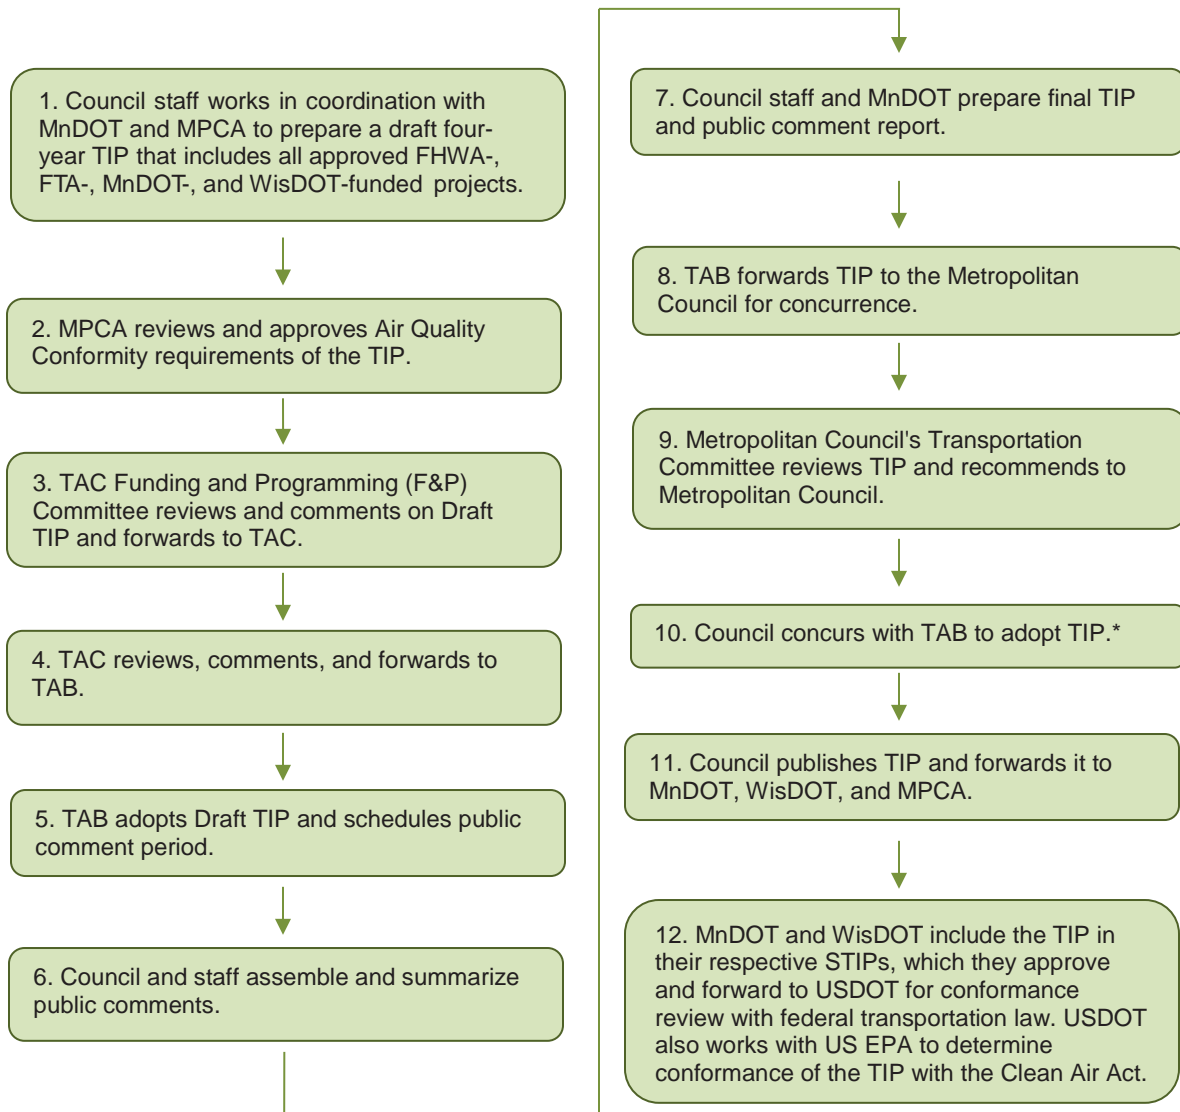 1. Council staff works in coordination with
MnDOT and MPCA to prepare a draft four-
year TIP that includes all approved FHWA-,
FTA-, MnDOT-, and WisDOT-funded projects.
2. MPCA reviews and approves Air Quality
Conformity requirements of the TIP.
3. TAC Funding and Programming (F&P)
Committee reviews and comments on Draft
TIP and forwards to TAC.
4. TAC reviews, comments, and forwards to
TAB.
5. TAB adopts Draft TIP and schedules public
comment period.
6. Council and staff assemble and summarize
public comments.
7. Council staff and MnDOT prepare final TIP
and public comment report.
8. TAB forwards TIP to the Metropolitan
Council for concurrence.
9. Metropolitan Council's Transportation
Committee reviews TIP and recommends to
Metropolitan Council.
10. Council concurs with TAB to adopt TIP.*
11. Council publishes TIP and forwards it to
MnDOT, WisDOT, and MPCA.
12. MnDOT and WisDOT include the TIP in
their respective STIPs, which they approve
and forward to USDOT for conformance
review with federal transportation law. USDOT
also works with US EPA to determine
conformance of the TIP with the Clean Air Act.